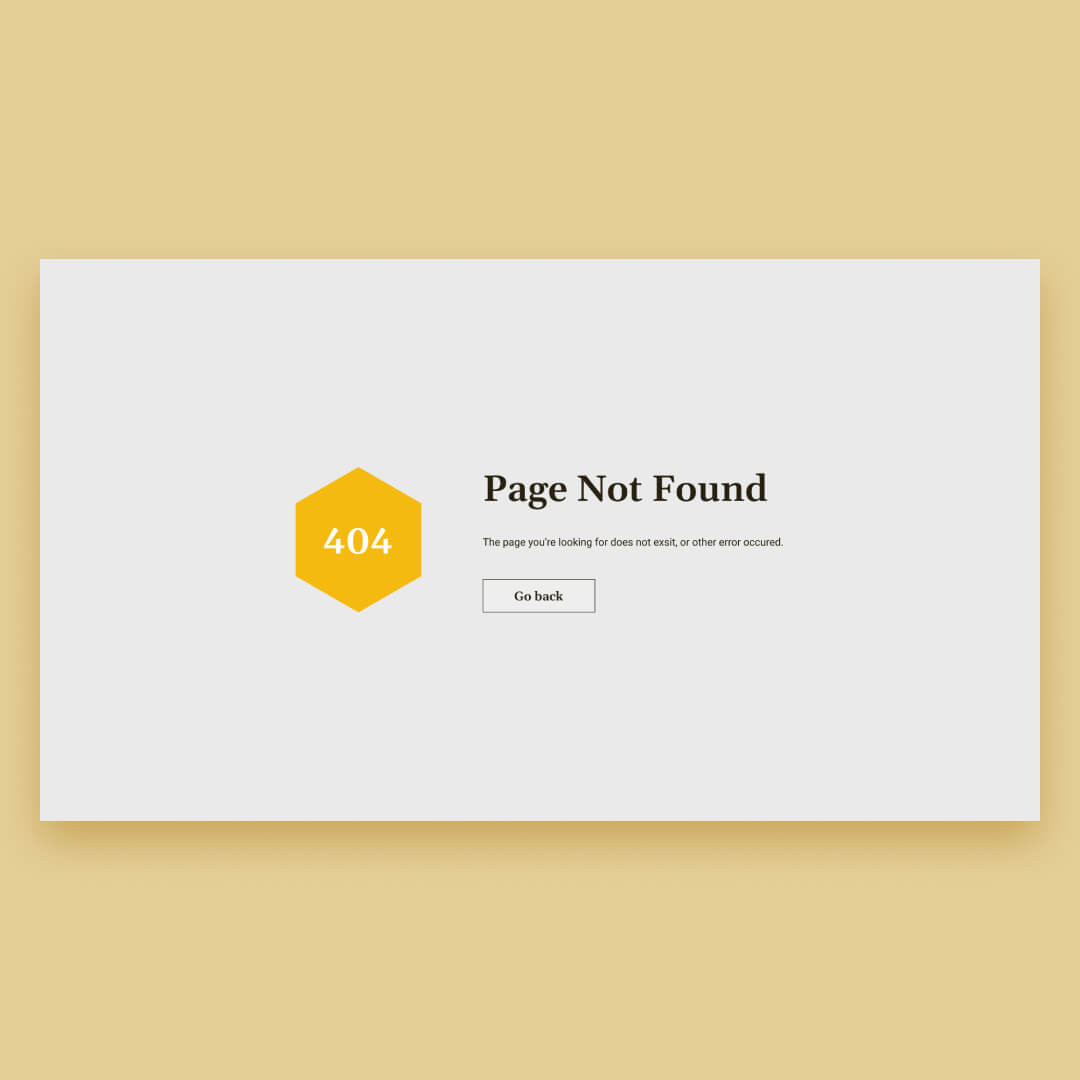 404
Page Not Found
The page you're looking for does not exsit, or other error occured.
Go back